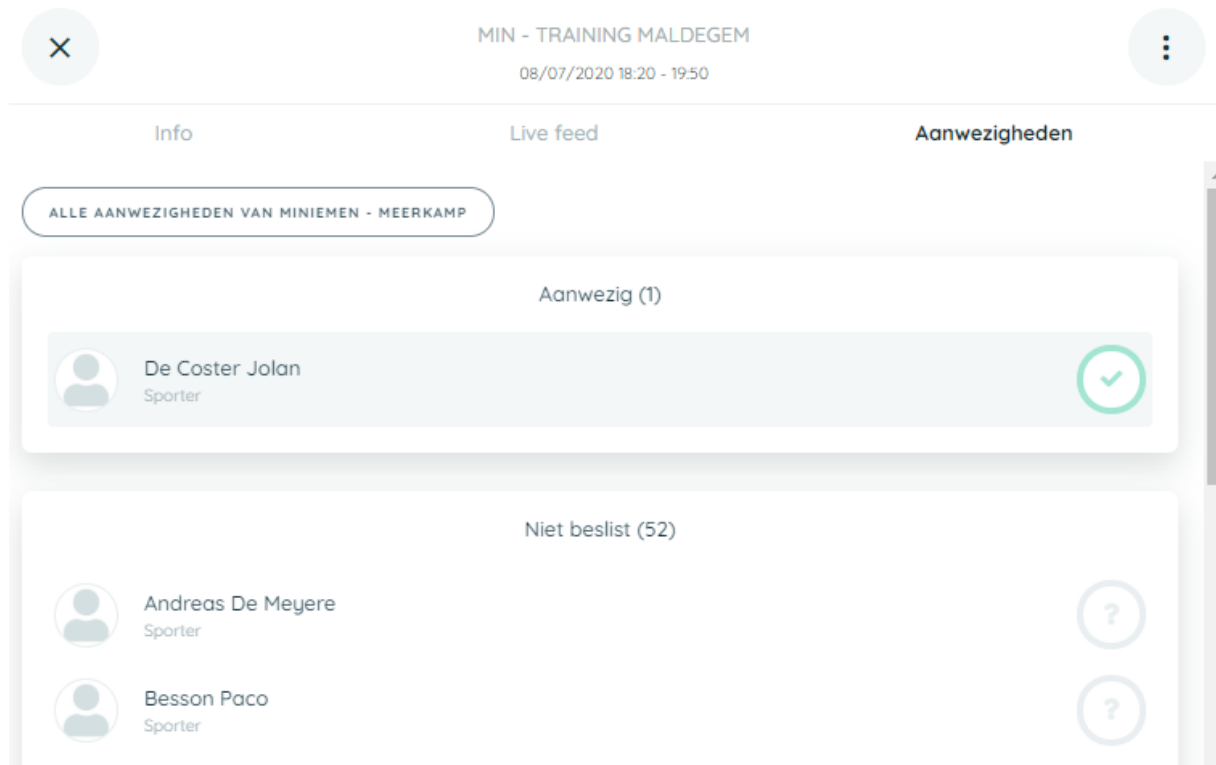 MIN - TRAINING MALDEGEM
08/07/2020 18:20 - 19:50
Info
Live feed
Aanwezigheden
ALLE AANWEZIGHEDEN VAN MINIEMEN - MEERKAMP
Aanwezig (1)
De Coster Jolan
Sporter
Niet beslist (52)
Andreas De Meyere
Sporter
?
Besson Paco
Sporter
?